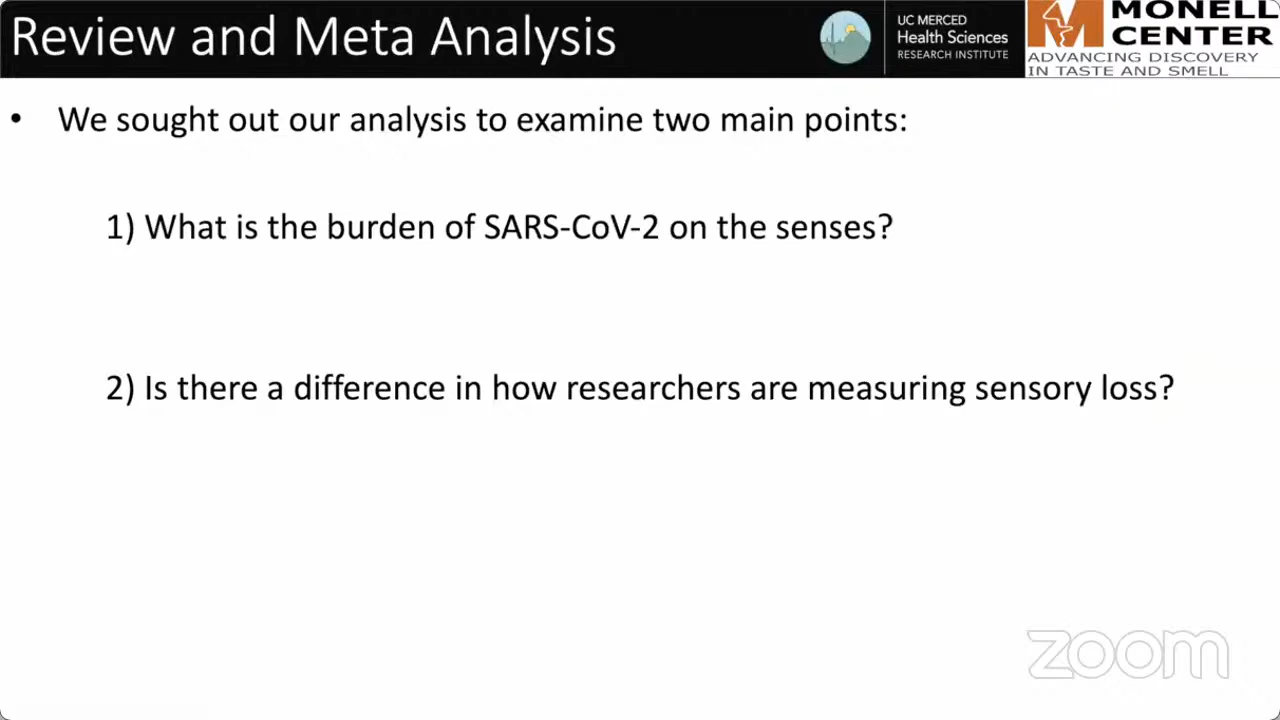 Review and Meta Analysis
UC MERCED
Health Sciences
RESEARCH INSTITUTE
MONELL
CENTER
ADVANCING DISCOVERY
IN TASTE AND SMELL
• We sought out our analysis to examine two main points:
1) What is the burden of SARS-CoV-2 on the senses?
2) Is there a difference in how researchers are measuring sensory loss?
zoom